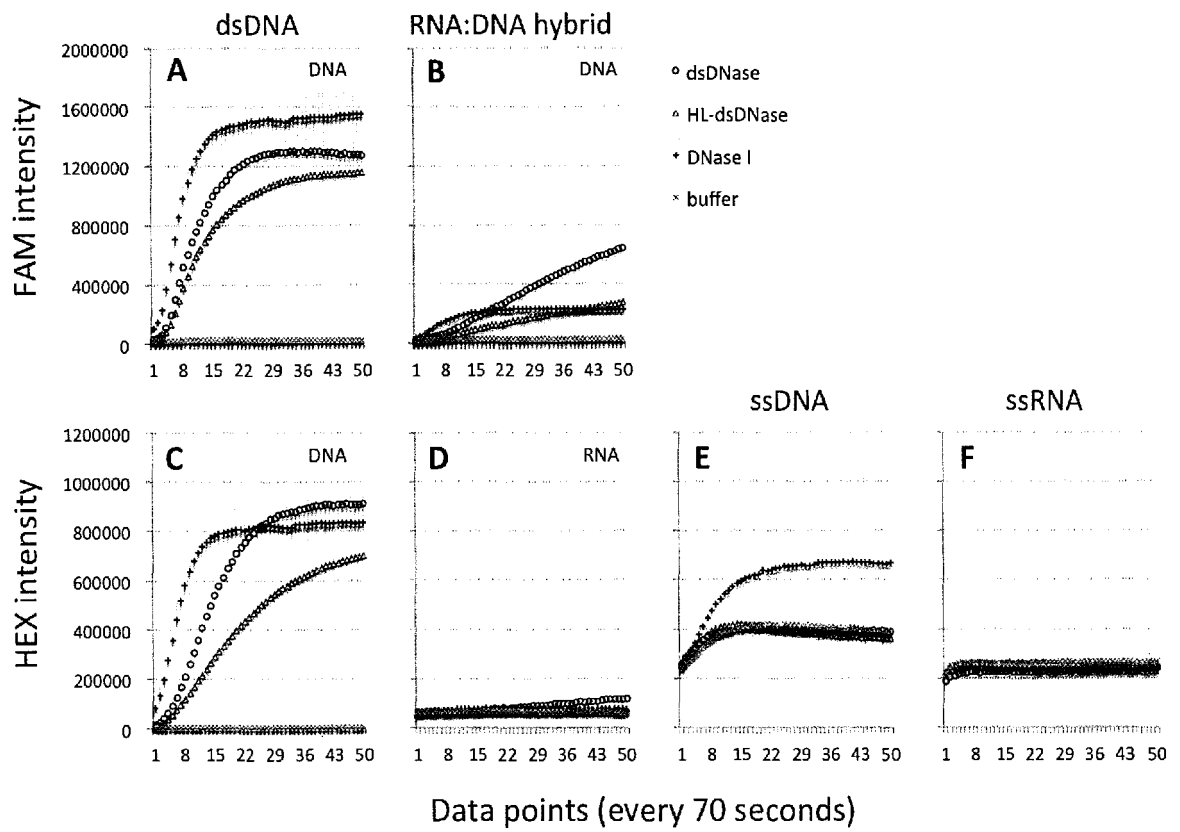 dsDNA
RNA:DNA hybrid
A
DNA
B
DNA
2000000
1600000
1200000
800000
400000
0
FAM intensity
1 8 15 22 29 36 43 50
1 8 15 22 29 36 43 50
dsDNase
HL-dsDNase
DNase I
buffer
ssDNA
ssRNA
C
DNA
D
RNA
E
F
1200000
1000000
800000
600000
400000
200000
0
HEX intensity
1 8 15 22 29 36 43 50
1 8 15 22 29 36 43 50
1 8 15 22 29 36 43 50
1 8 15 22 29 36 43 50
Data points (every 70 seconds)